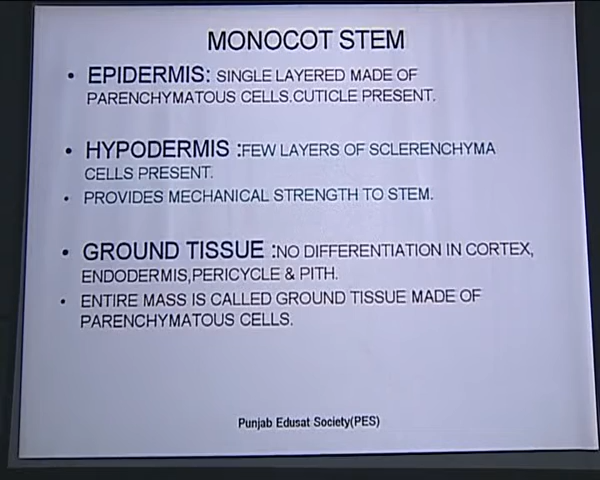 MONOCOT STEM
• EPIDERMIS: SINGLE LAYERED MADE OF
PARENCHYMATOUS CELLS.CUTICLE PRESENT.
• HYPODERMIS :FEW LAYERS OF SCLERENCHYMA
CELLS PRESENT.
• PROVIDES MECHANICAL STRENGTH TO STEM.
• GROUND TISSUE :NO DIFFERENTIATION IN CORTEX,
ENDODERMIS,PERICYCLE & PITH.
• ENTIRE MASS IS CALLED GROUND TISSUE MADE OF
PARENCHYMATOUS CELLS.
Punjab Edusat Society(PES)